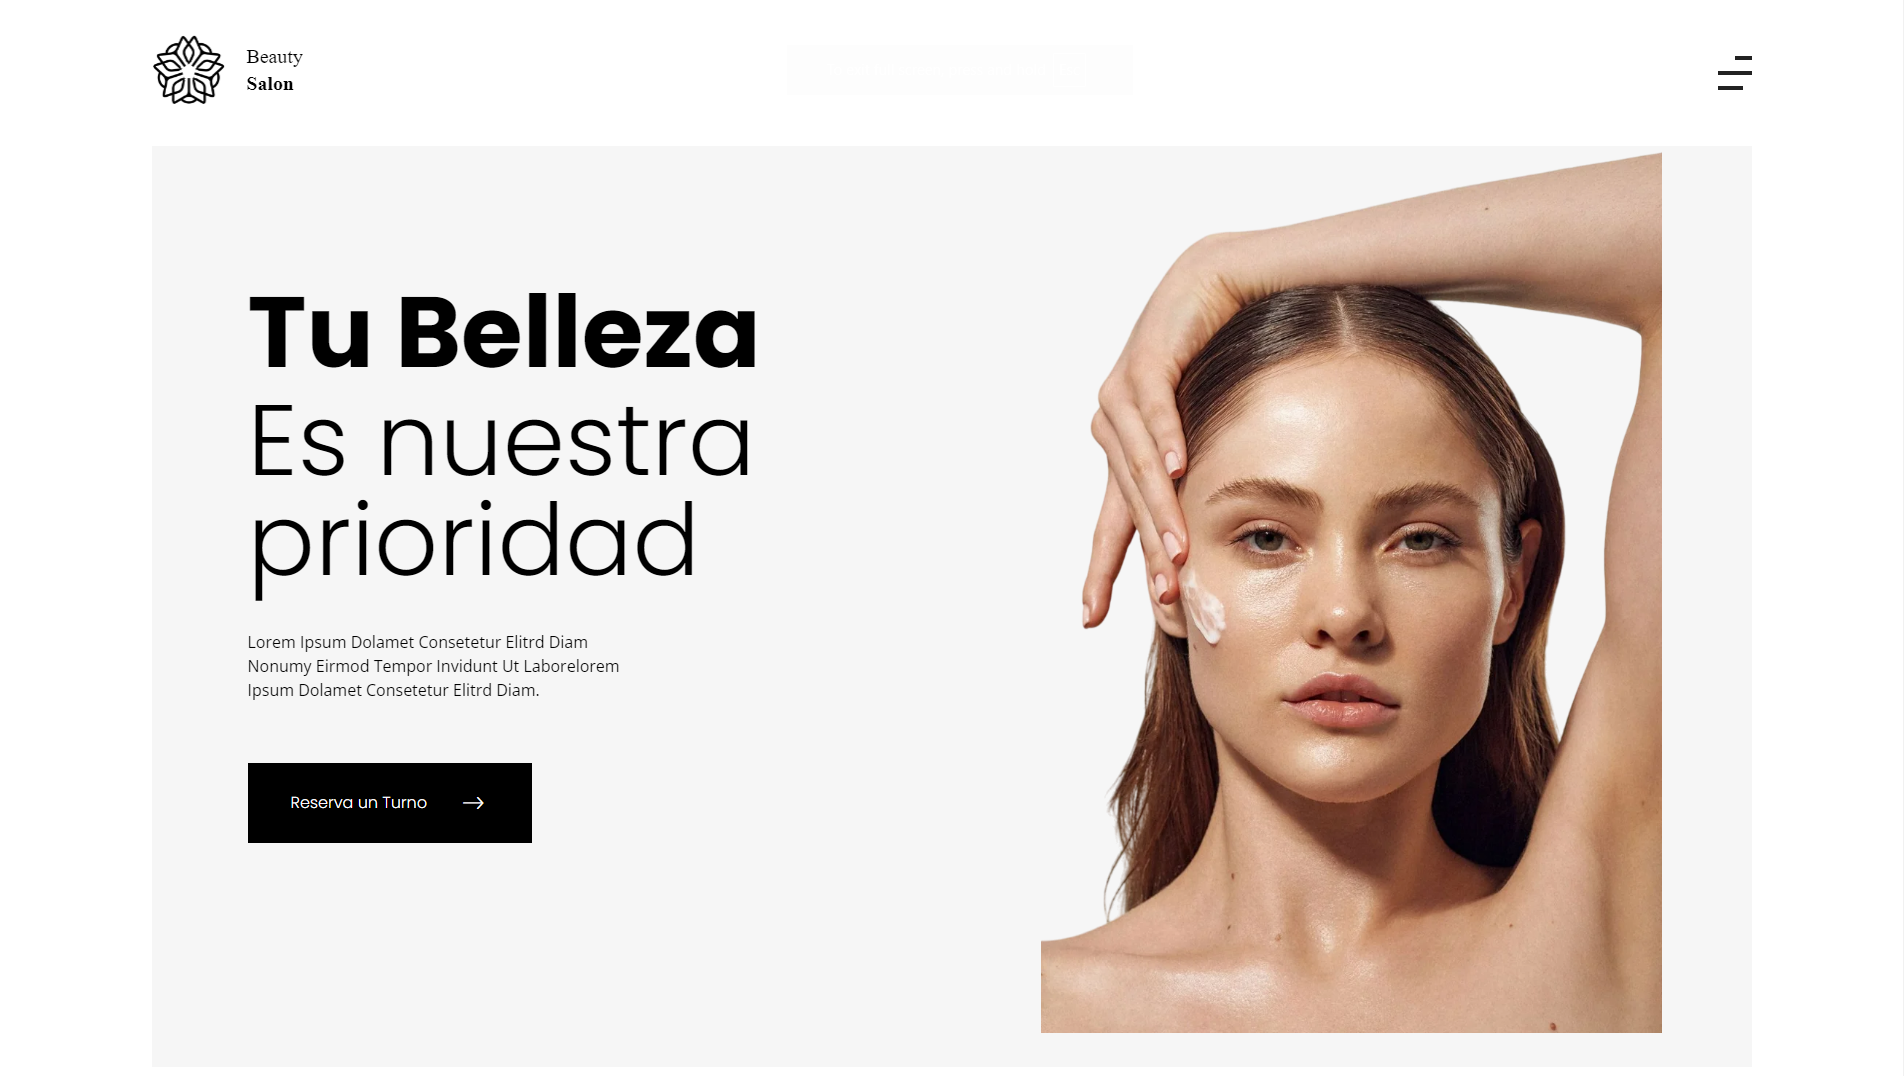 Beauty
Salon
Tu Belleza
Es nuestra
prioridad
Lorem Ipsum Dolamet Consetetur Elitrd Diam
Nonumy Eirmod Tempor Invidunt Ut Laborelorem
Ipsum Dolamet Consetetur Elitrd Diam.
Reserva un Turno